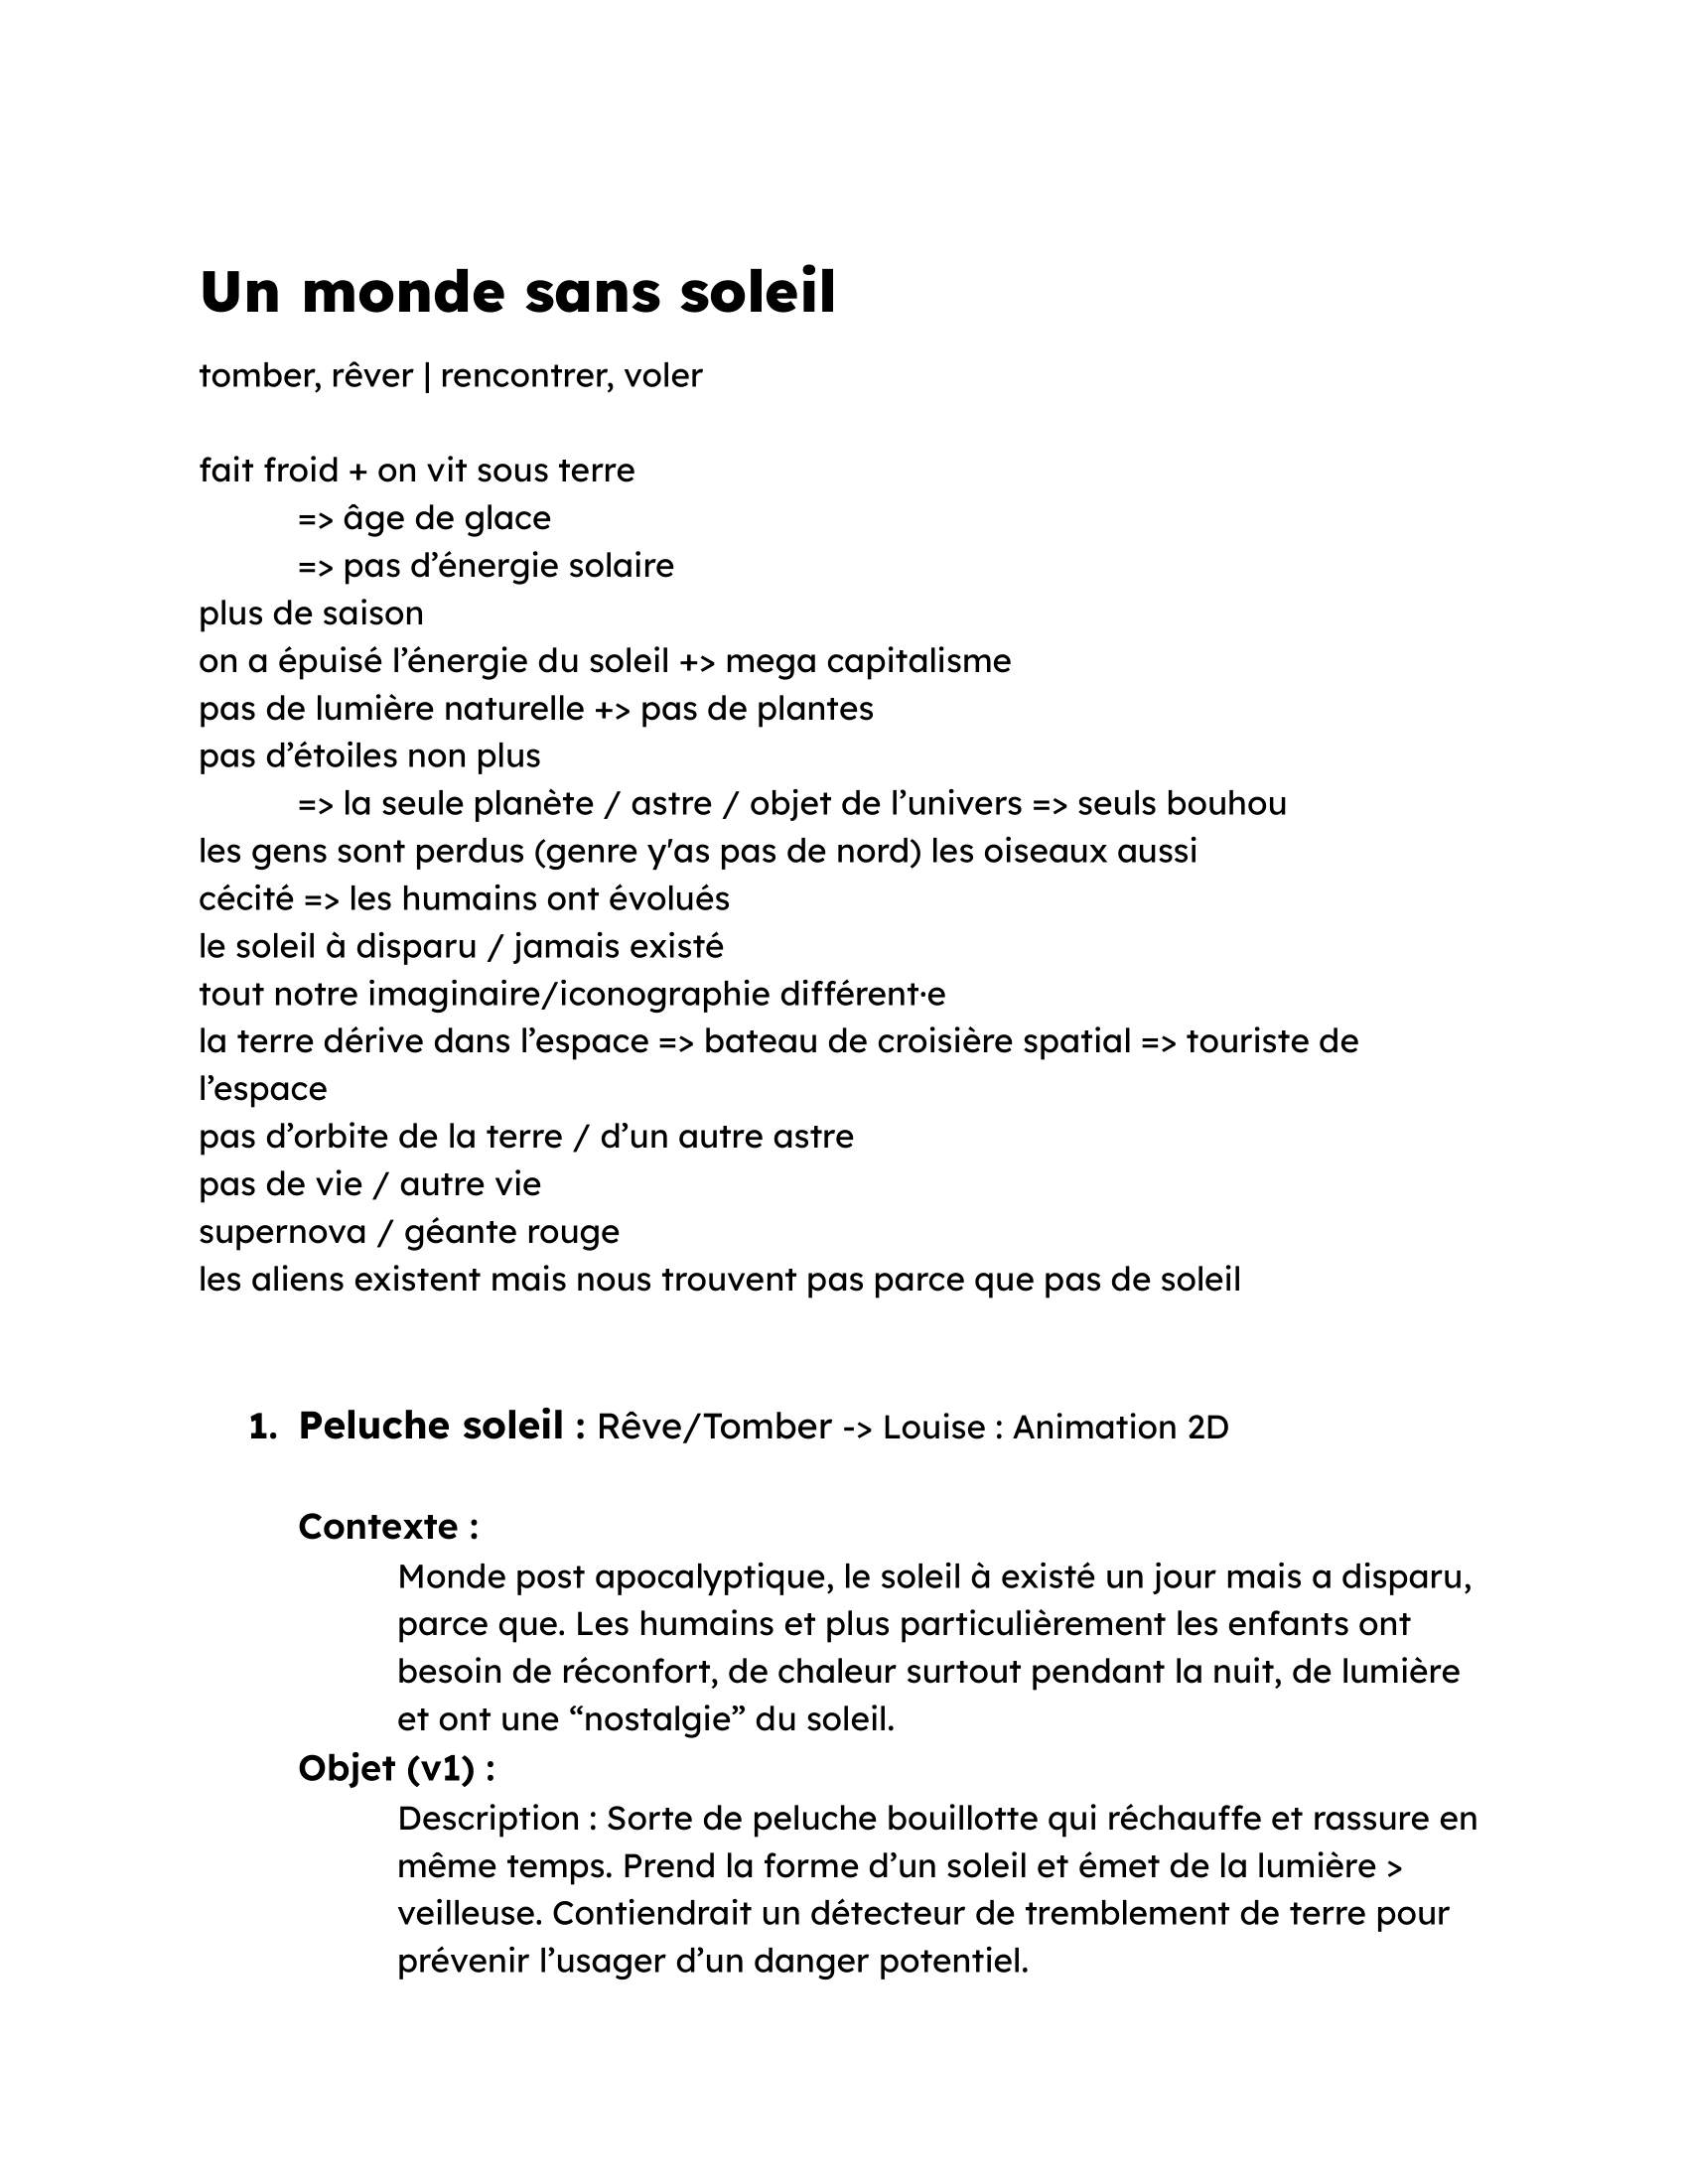 Un monde sans soleil
tomber, rêver | rencontrer, voler
fait froid + on vit sous terre
=> âge de glace
=> pas d’énergie solaire
plus de saison
on a épuisé l’énergie du soleil +> mega capitalisme
pas de lumière naturelle +> pas de plantes
pas d’étoiles non plus
=> la seule planète / astre / objet de l’univers => seuls bouhou
les gens sont perdus (genre y'as pas de nord) les oiseaux aussi
cécité => les humains ont évolués
le soleil à disparu / jamais existé
tout notre imaginaire/iconographie différent·e
la terre dérive dans l’espace => bateau de croisière spatial => touriste de
l’espace
pas d’orbite de la terre / d’un autre astre
pas de vie / autre vie
supernova / géante rouge
les aliens existent mais nous trouvent pas parce que pas de soleil
1. Peluche soleil : Rêve/Tomber -> Louise : Animation 2D
Contexte :
Monde post apocalyptique, le soleil à existé un jour mais a disparu,
parce que. Les humains et plus particulièrement les enfants ont
besoin de réconfort, de chaleur surtout pendant la nuit, de lumière
et ont une “nostalgie” du soleil.
Objet (v1) :
Description : Sorte de peluche bouillotte qui réchauffe et rassure en
même temps. Prend la forme d’un soleil et émet de la lumière >
veilleuse. Contiendrait un détecteur de tremblement de terre pour
prévenir l’usager d’un danger potentiel.